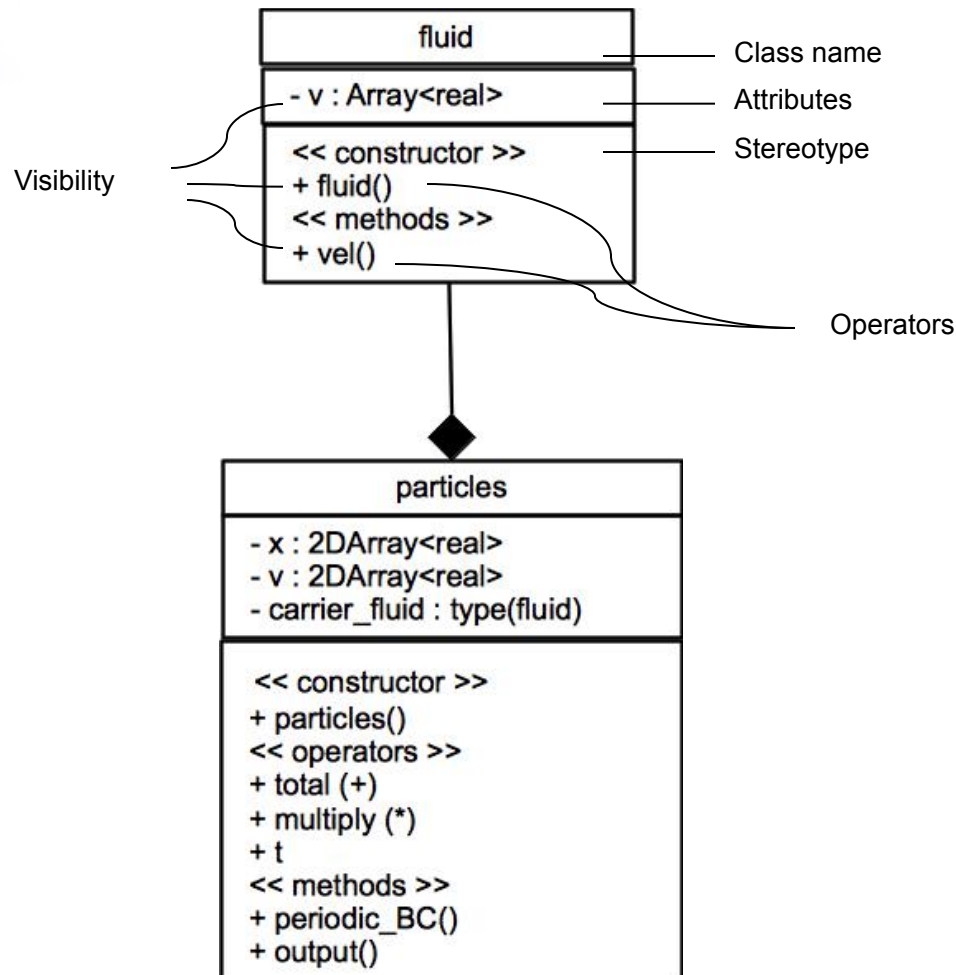 fluid
Class name
- v : Array<real>
Attributes
<< constructor >>
Stereotype
Visibility
+ fluid()
<< methods >>
+ vel()
Operators
particles
- x : 2DArray<real>
- v : 2DArray<real>
- carrier_fluid : type(fluid)
<< constructor >>
+ particles()
<< operators >>
+ total (+)
+ multiply (*)
+ t
<< methods >>
+ periodic_BC()
+ output()